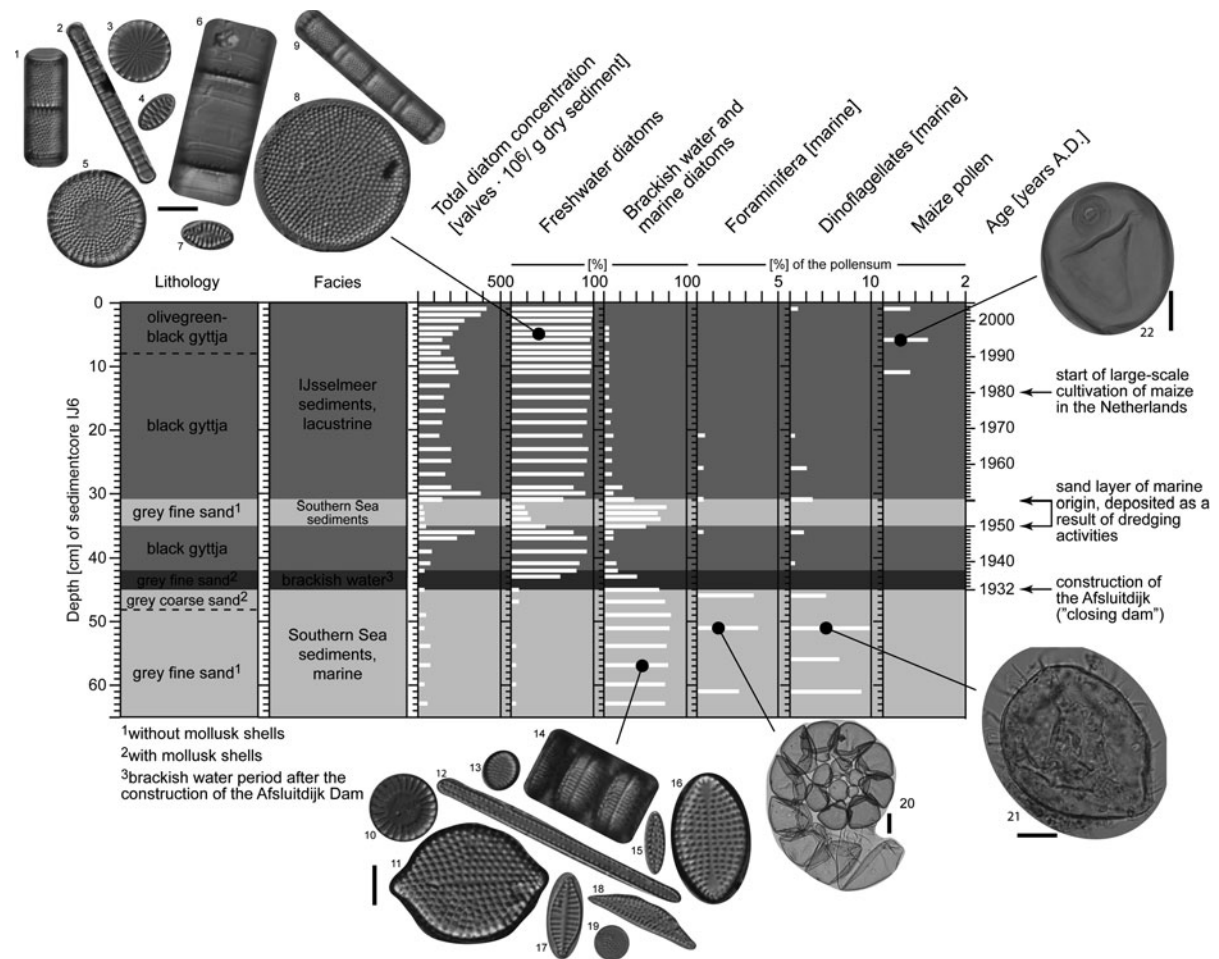 1
2
3
4
5
6
7
8
9
Total diatom concentration
[valves · 10⁶/ g dry sediment]
Freshwater diatoms
Brackish water and
marine diatoms
Foraminifera [marine]
Dinoflagellates [marine]
Maize pollen
Age [years A.D.]
22
[%]
[%] of the pollensum
Lithology
Facies
0
500
100
100
5
10
2
Depth [cm] of sedimentcore IJ6
0
10
20
30
40
50
60
olivegreen-
black gyttja
black gyttja
grey fine sand¹
black gyttja
grey fine sand²
grey coarse sand²
grey fine sand¹
IJsselmeer
sediments,
lacustrine
Southern Sea
sediments
brackish water³
Southern Sea
sediments,
marine
2000
1990
1980
1970
1960
1950
1940
1932
start of large-scale
cultivation of maize
in the Netherlands
sand layer of marine
origin, deposited as a
result of dredging
activities
construction of
the Afsluitdijk
("closing dam")
¹without mollusk shells
²with mollusk shells
³brackish water period after the
construction of the Afsluitdijk Dam
10
11
12
13
14
15
16
17
18
19
20
21